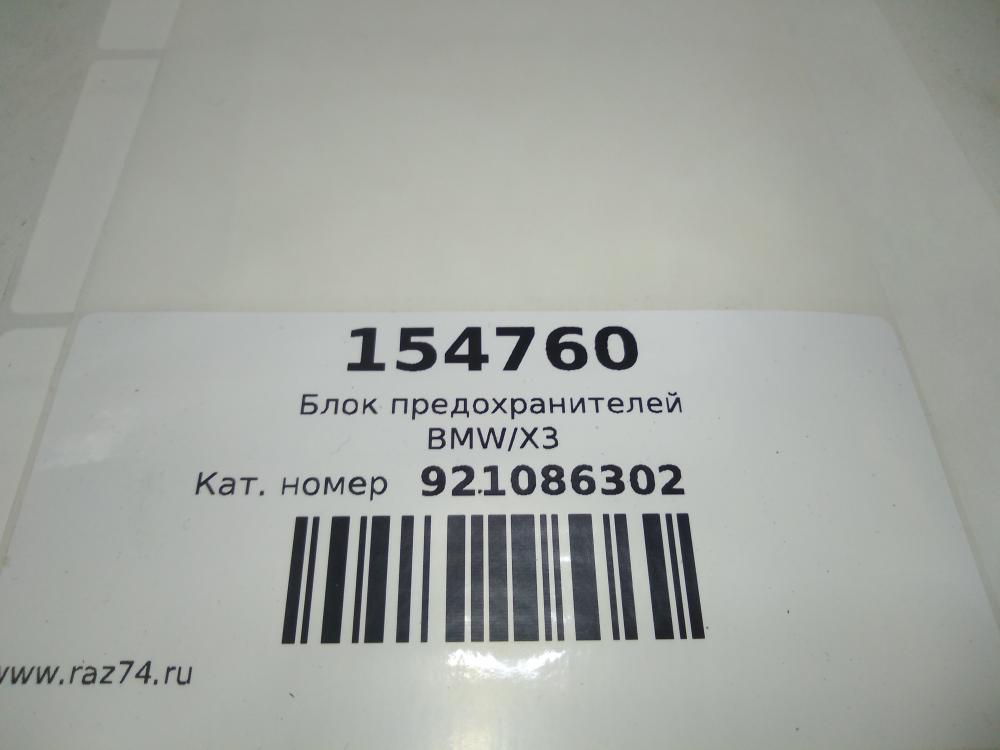 154760
Блок предохранителей
BMW/X3
Кат. номер 921086302
www.raz74.ru